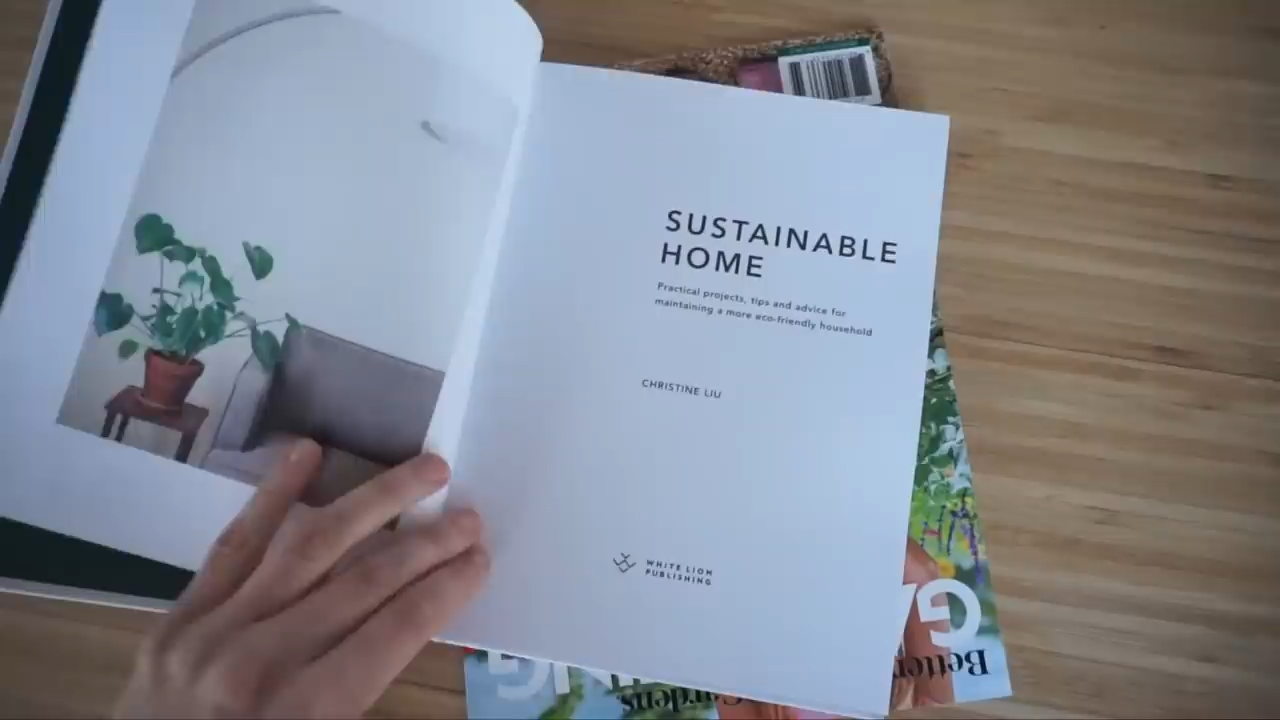 SUSTAINABLE
HOME
Practical projects, tips and advice for
maintaining a more eco-friendly household
CHRISTINE LIU
WHITE LION
PUBLISHING
Better
Gardens